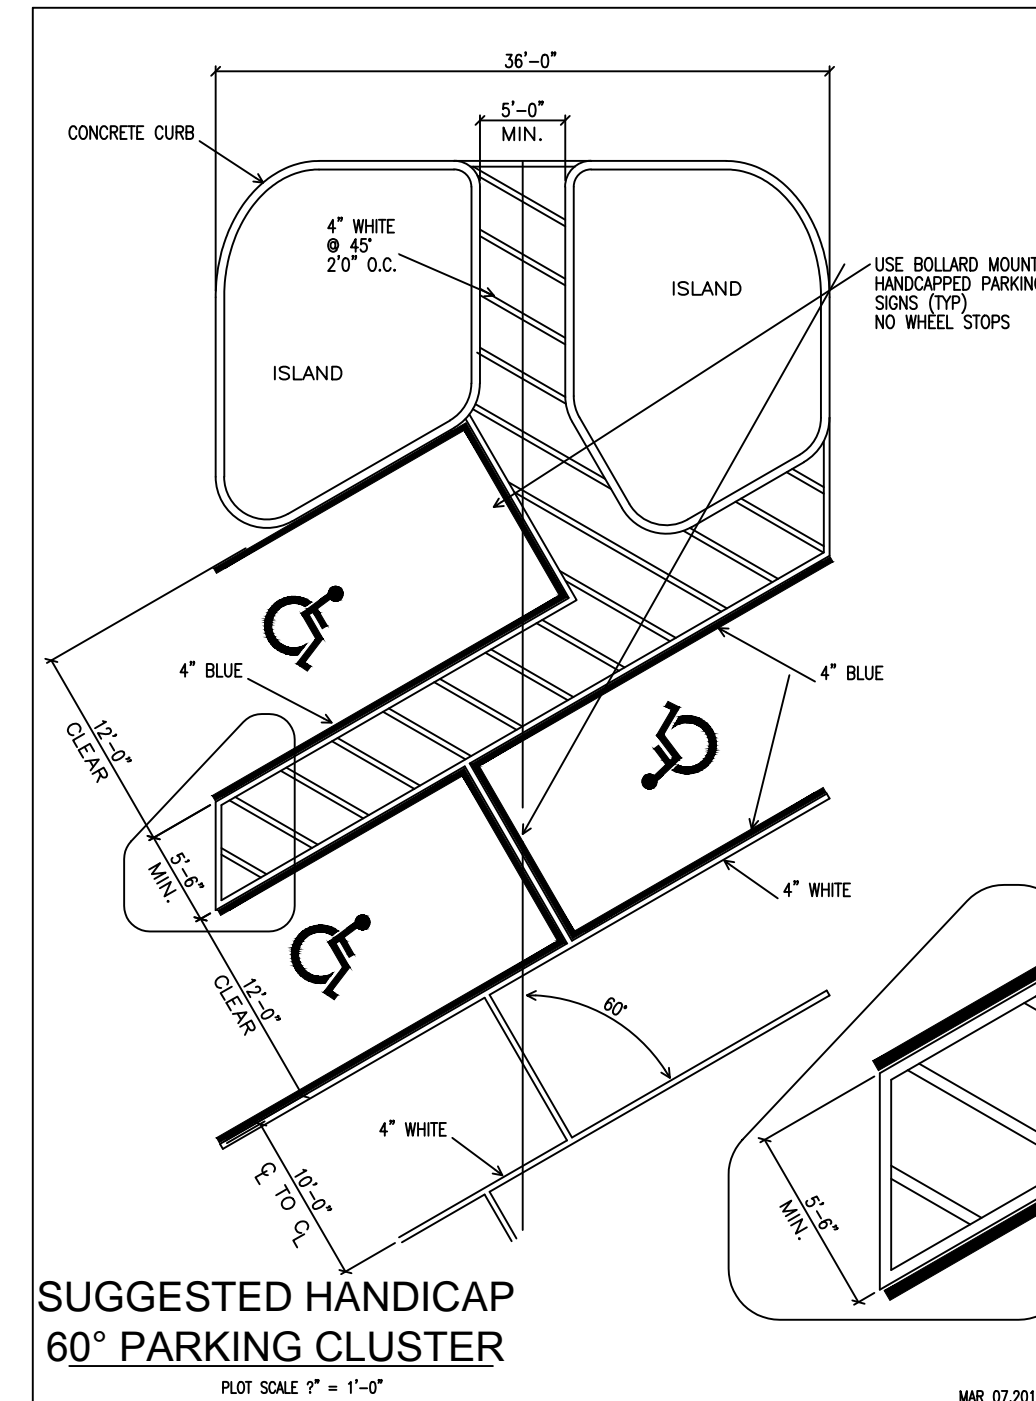 36'-0"
5'-0"
MIN.
CONCRETE CURB
4" WHITE
@ 45°
2'0" O.C.
ISLAND
ISLAND
USE BOLLARD MOUNT
HANDCAPPED PARKING
SIGNS (TYP)
NO WHEEL STOPS
4" BLUE
4" BLUE
12'-0"
CLEAR
5'-6"
MIN.
4" WHITE
12'-0"
CLEAR
60°
4" WHITE
10'-0"
℄ TO ℄
5'-6"
MIN.
SUGGESTED HANDICAP
60° PARKING CLUSTER
PLOT SCALE ?" = 1'-0"
MAR 07,201